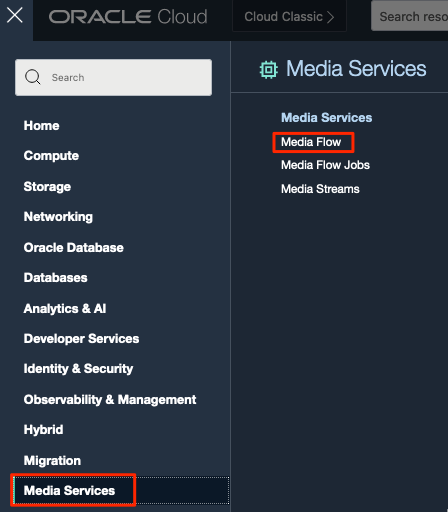 ORACLE Cloud
Cloud Classic
Search reso
Search
Home
Compute
Storage
Networking
Oracle Database
Databases
Analytics & AI
Developer Services
Identity & Security
Observability & Management
Hybrid
Migration
Media Services
Media Services
Media Services
Media Flow
Media Flow Jobs
Media Streams